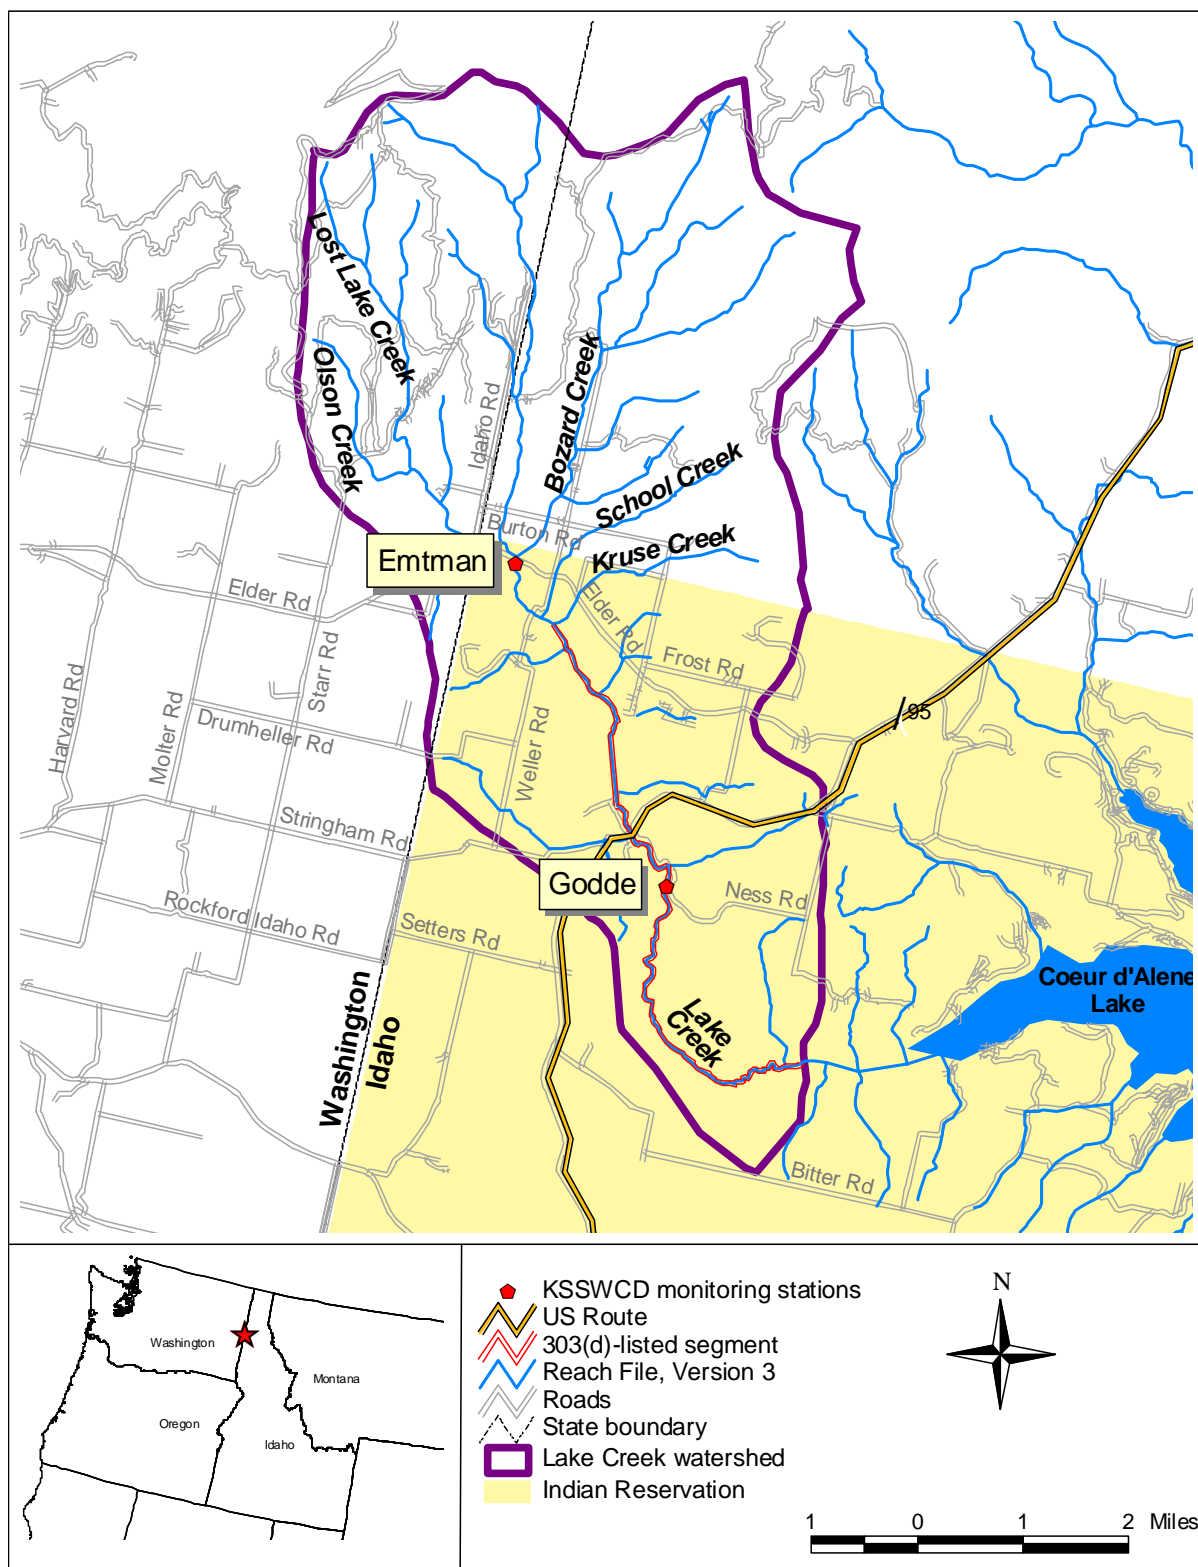 Lost Lake Creek
Olson Creek
Idaho Rd
Bozard Creek
School Creek
Burton Rd
Kruse Creek
Emtman
Elder Rd
Elder Rd
Frost Rd
Starr Rd
Harvard Rd
Molter Rd
Drumheller Rd
Weller Rd
95
Stringham Rd
Godde
Ness Rd
Rockford Idaho Rd
Setters Rd
Coeur d'Alene
Lake
Washington
Idaho
Lake
Creek
Bitter Rd
Washington
Montana
Oregon
Idaho
KSSWCD monitoring stations
US Route
303(d)-listed segment
Reach File, Version 3
Roads
State boundary
Lake Creek watershed
Indian Reservation
N
1 0 1 2 Miles